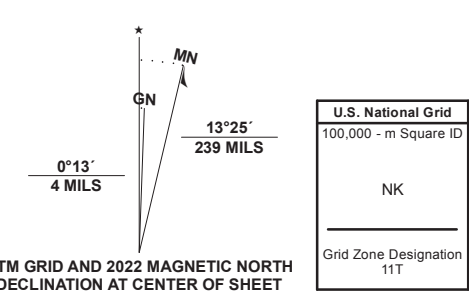 ★
MN
GN
13°25´
239 MILS
0°13´
4 MILS
TM GRID AND 2022 MAGNETIC NORTH
DECLINATION AT CENTER OF SHEET
U.S. National Grid
100,000 - m Square ID
NK
Grid Zone Designation
11T